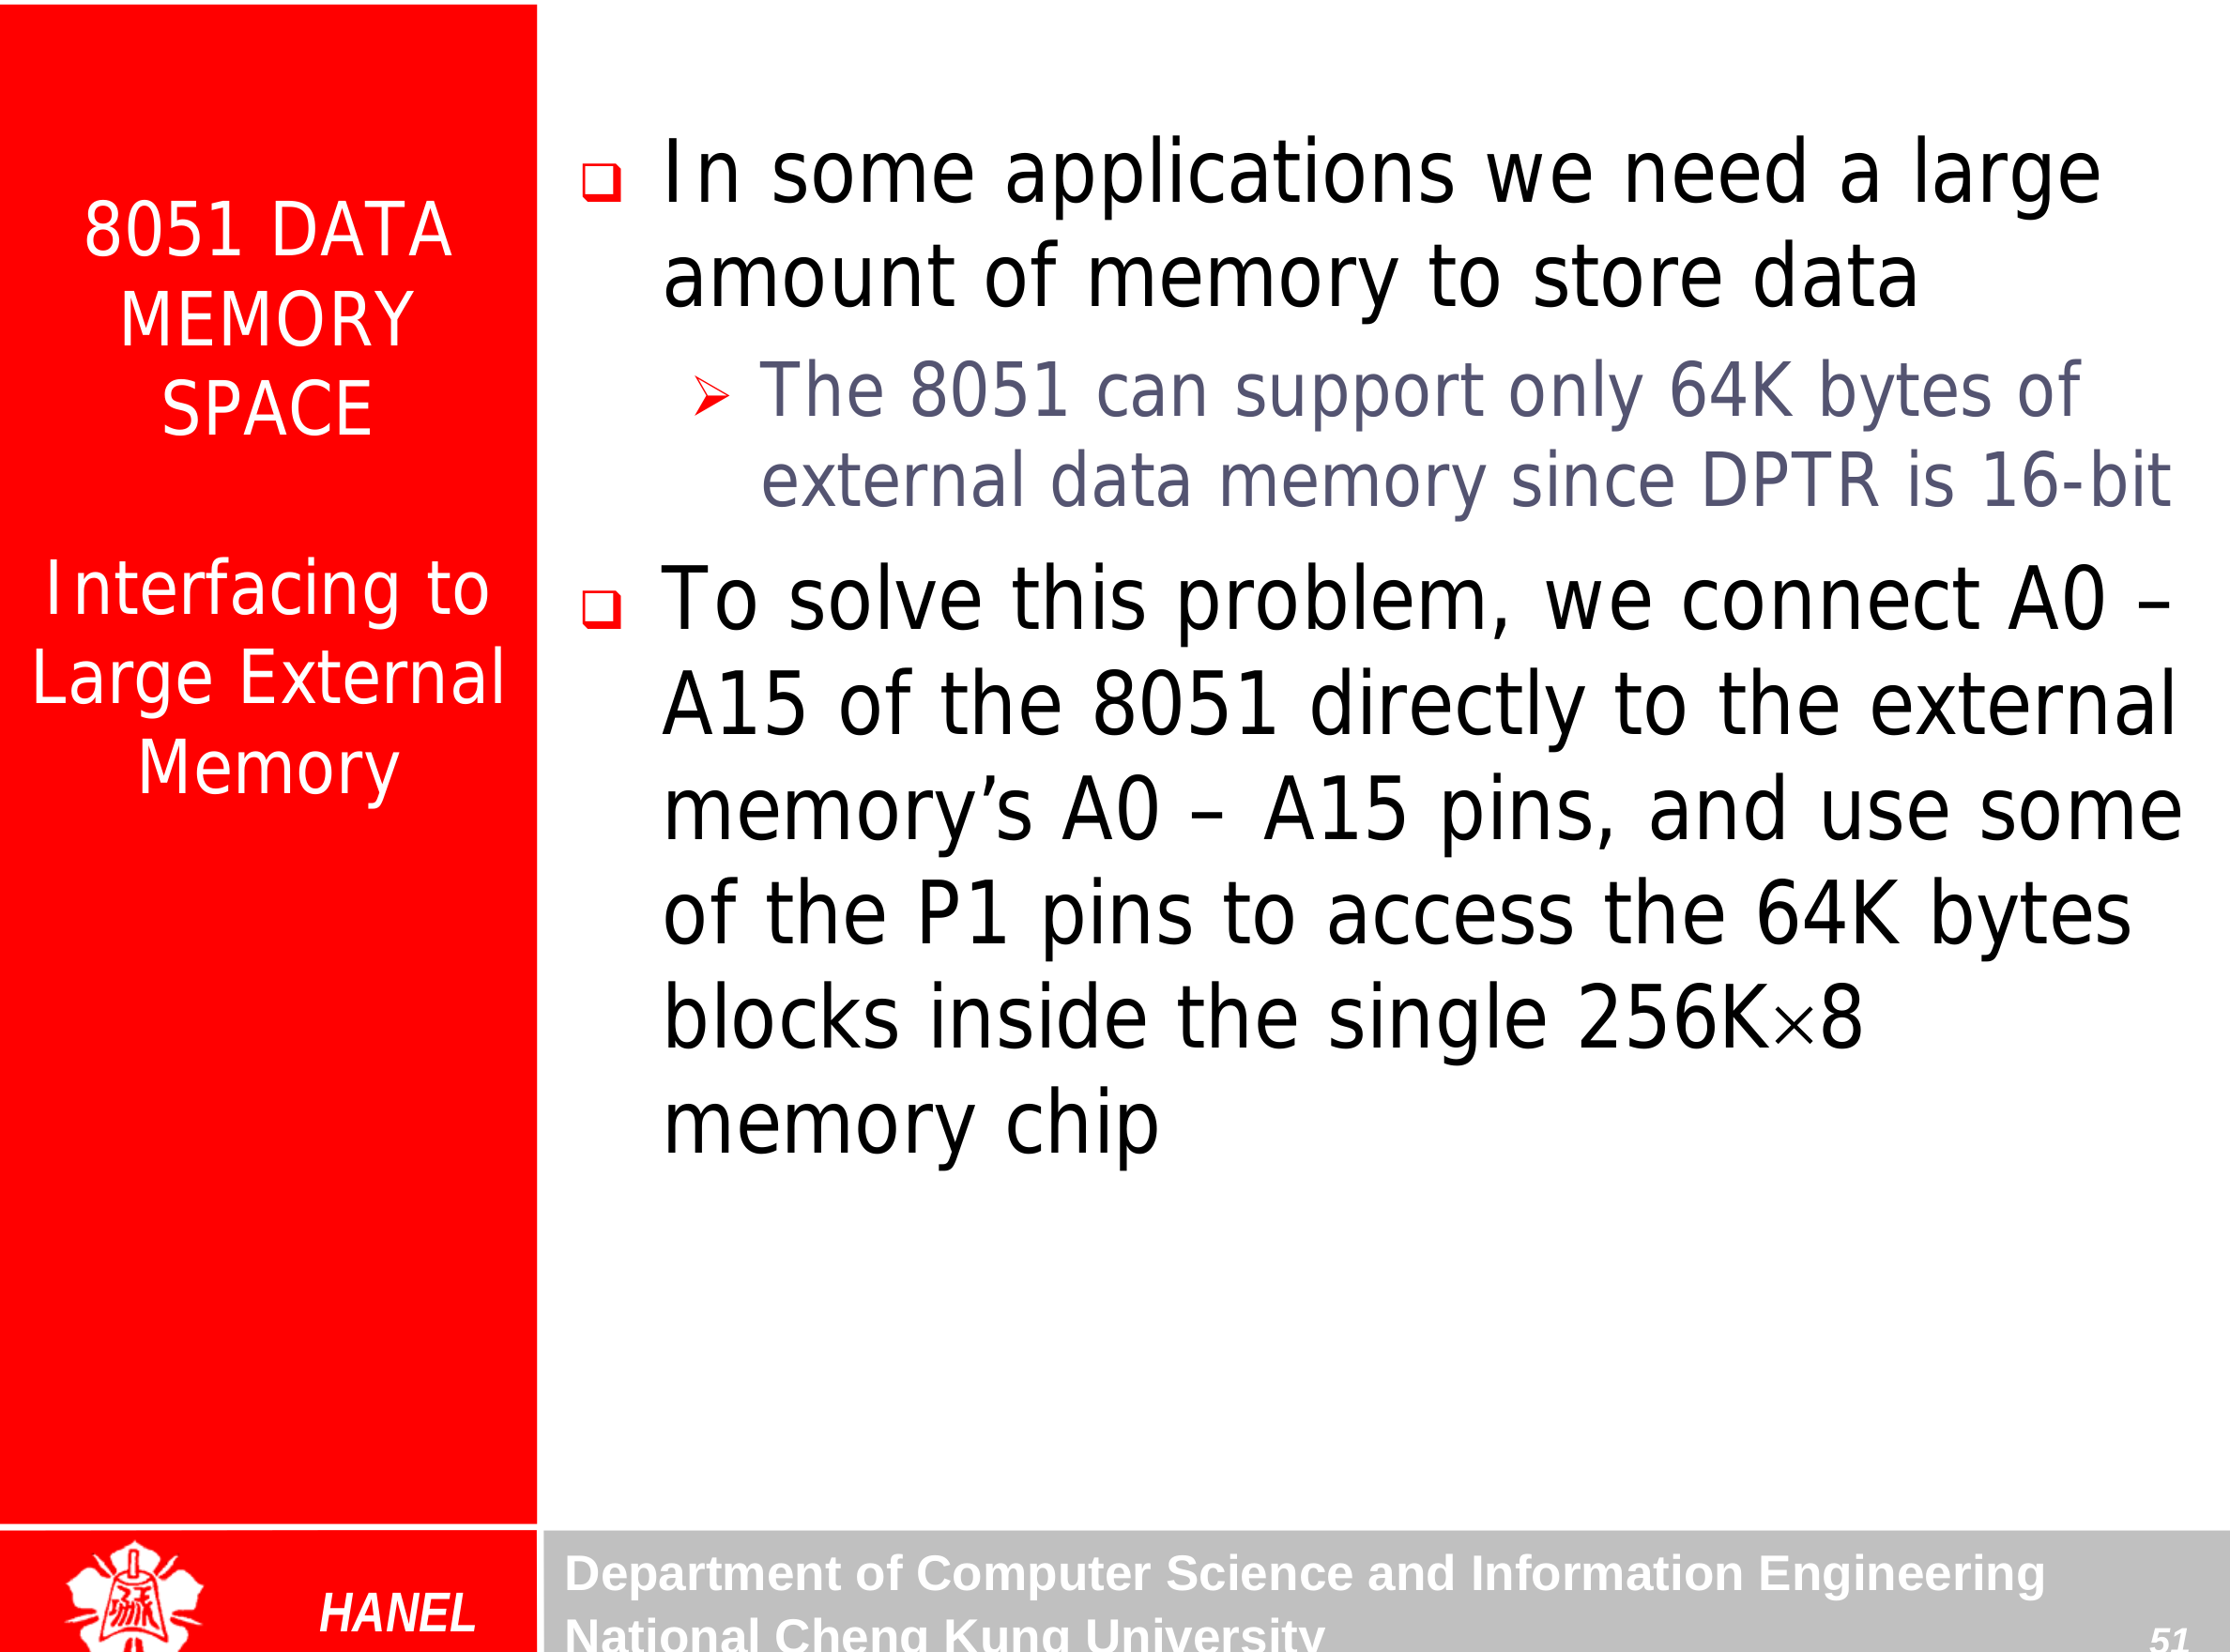 8051 DATA
MEMORY
SPACE
Interfacing to
Large External
Memory
In some applications we need a large
amount of memory to store data
The 8051 can support only 64K bytes of
external data memory since DPTR is 16-bit
To solve this problem, we connect A0 –
A15 of the 8051 directly to the external
memory’s A0 – A15 pins, and use some
of the P1 pins to access the 64K bytes
blocks inside the single 256K×8
memory chip
HANEL
Department of Computer Science and Information Engineering
National Cheng Kung University
51